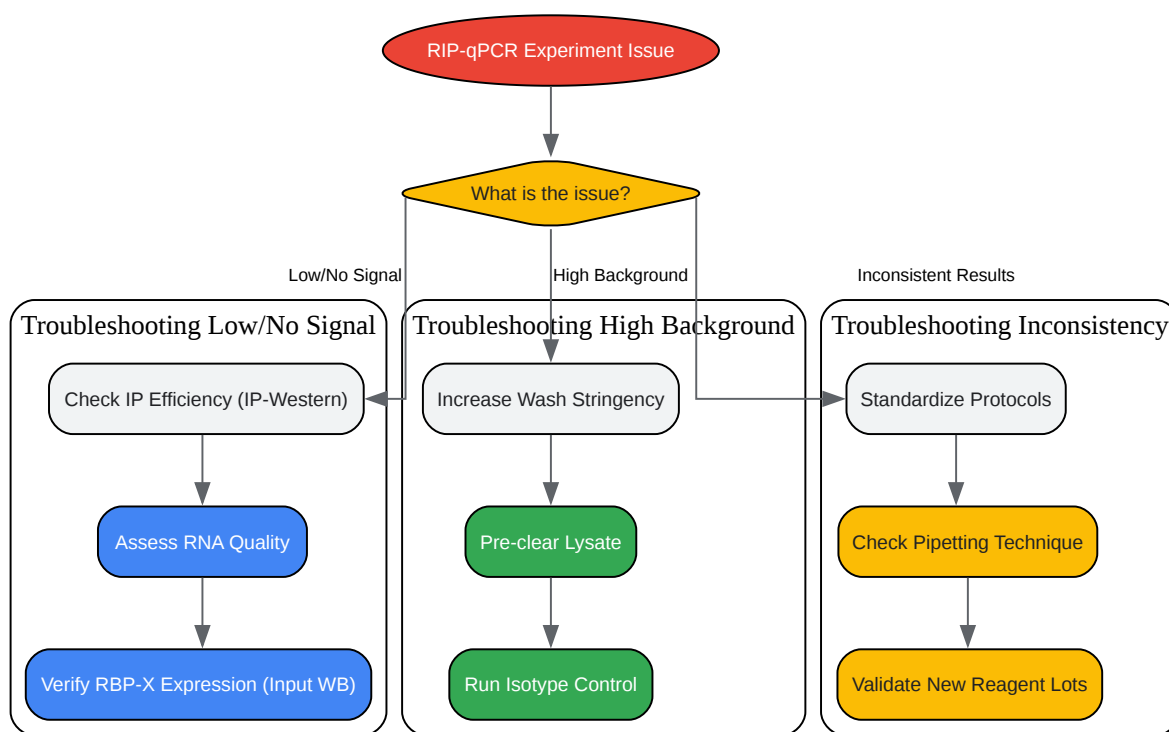 RIP-qPCR Experiment Issue
What is the issue?
Low/No Signal
High Background
Inconsistent Results
Troubleshooting Low/No Signal
Troubleshooting High Background
Troubleshooting Inconsistency
Check IP Efficiency (IP-Western)
Increase Wash Stringency
Standardize Protocols
Assess RNA Quality
Pre-clear Lysate
Check Pipetting Technique
Verify RBP-X Expression (Input WB)
Run Isotype Control
Validate New Reagent Lots